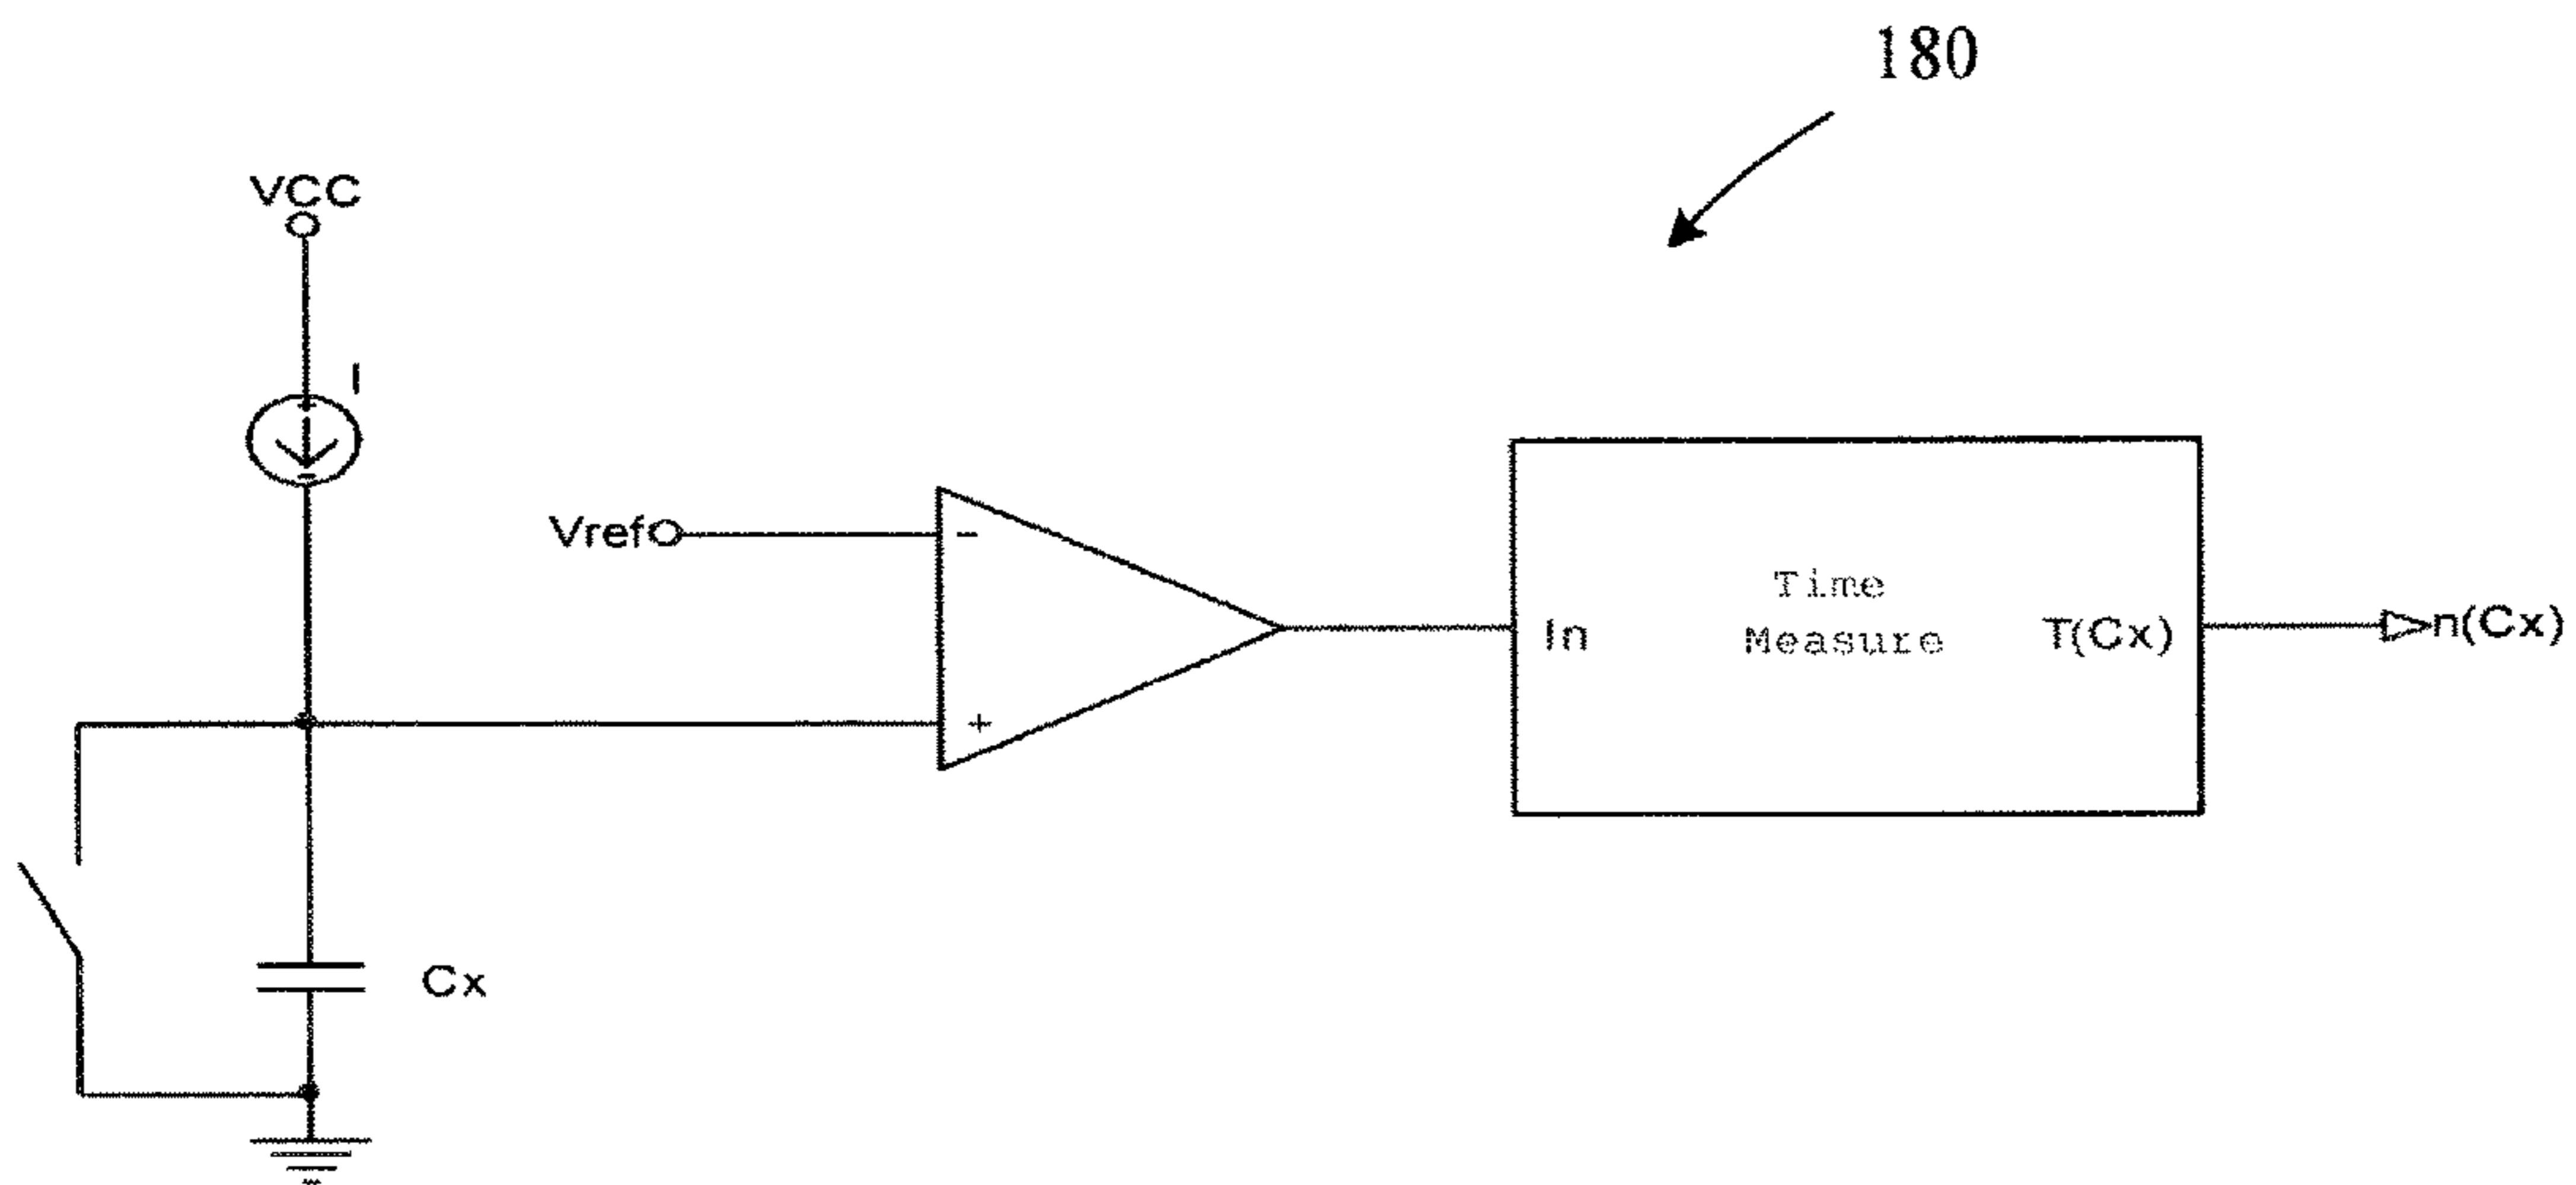 180
VCC
I
Vref
-
+
In
Time
Measure
T(Cx)
n(Cx)
Cx